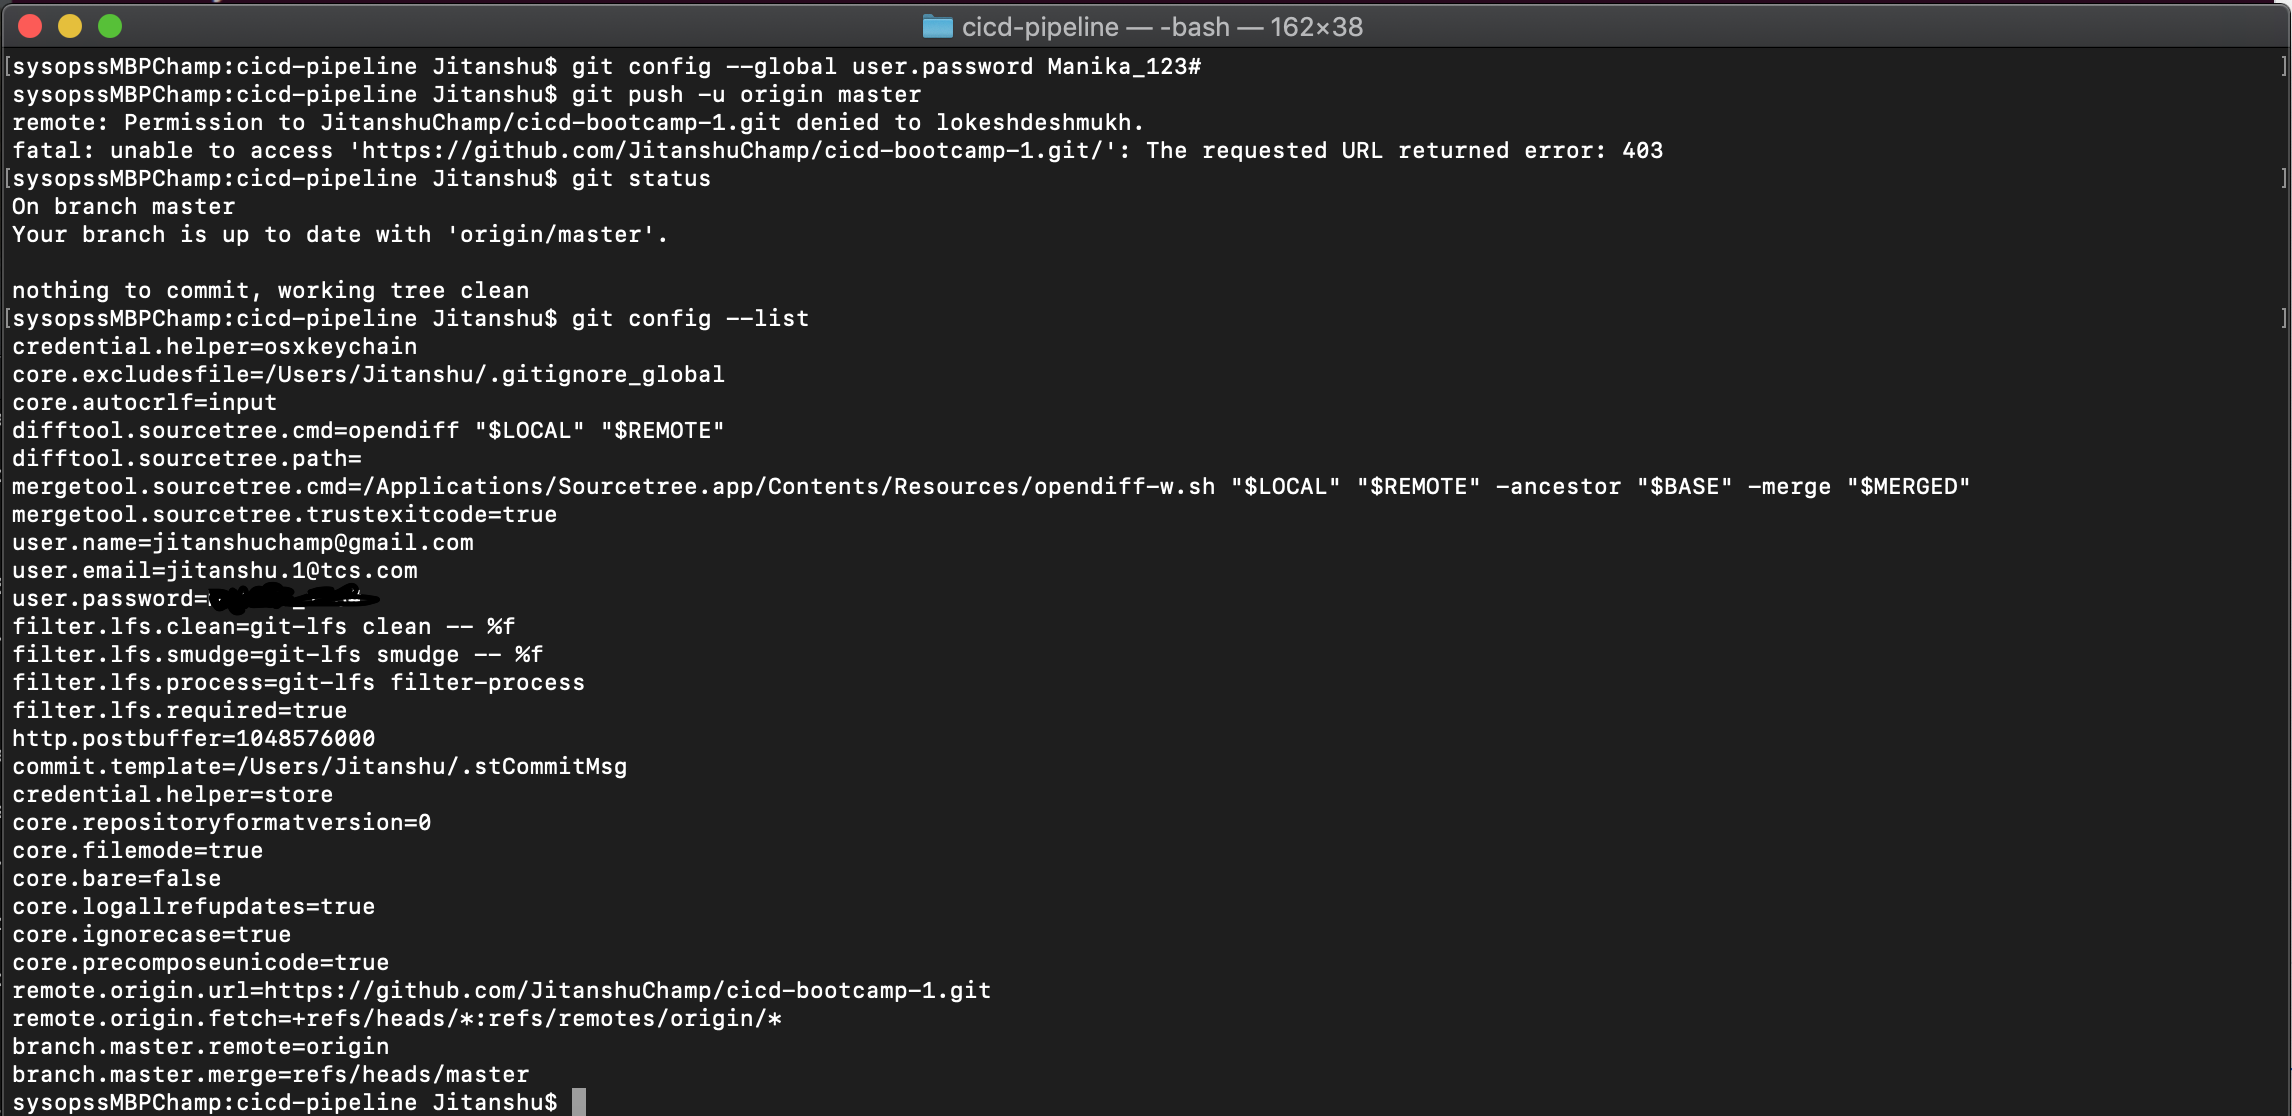 cicd-pipeline — -bash — 162×38
[sysopssMBPChamp:cicd-pipeline Jitanshu$ git config --global user.password Manika_123# ]
sysopssMBPChamp:cicd-pipeline Jitanshu$ git push -u origin master
remote: Permission to JitanshuChamp/cicd-bootcamp-1.git denied to lokeshdeshmukh.
fatal: unable to access 'https://github.com/JitanshuChamp/cicd-bootcamp-1.git/': The requested URL returned error: 403
[sysopssMBPChamp:cicd-pipeline Jitanshu$ git status ]
On branch master
Your branch is up to date with 'origin/master'.
nothing to commit, working tree clean
[sysopssMBPChamp:cicd-pipeline Jitanshu$ git config --list ]
credential.helper=osxkeychain
core.excludesfile=/Users/Jitanshu/.gitignore_global
core.autocrlf=input
difftool.sourcetree.cmd=opendiff "$LOCAL" "$REMOTE"
difftool.sourcetree.path=
mergetool.sourcetree.cmd=/Applications/Sourcetree.app/Contents/Resources/opendiff-w.sh "$LOCAL" "$REMOTE" -ancestor "$BASE" -merge "$MERGED"
mergetool.sourcetree.trustexitcode=true
user.name=jitanshuchamp@gmail.com
user.email=jitanshu.1@tcs.com
user.password=
filter.lfs.clean=git-lfs clean -- %f
filter.lfs.smudge=git-lfs smudge -- %f
filter.lfs.process=git-lfs filter-process
filter.lfs.required=true
http.postbuffer=1048576000
commit.template=/Users/Jitanshu/.stCommitMsg
credential.helper=store
core.repositoryformatversion=0
core.filemode=true
core.bare=false
core.logallrefupdates=true
core.ignorecase=true
core.precomposeunicode=true
remote.origin.url=https://github.com/JitanshuChamp/cicd-bootcamp-1.git
remote.origin.fetch=+refs/heads/*:refs/remotes/origin/*
branch.master.remote=origin
branch.master.merge=refs/heads/master
sysopssMBPChamp:cicd-pipeline Jitanshu$